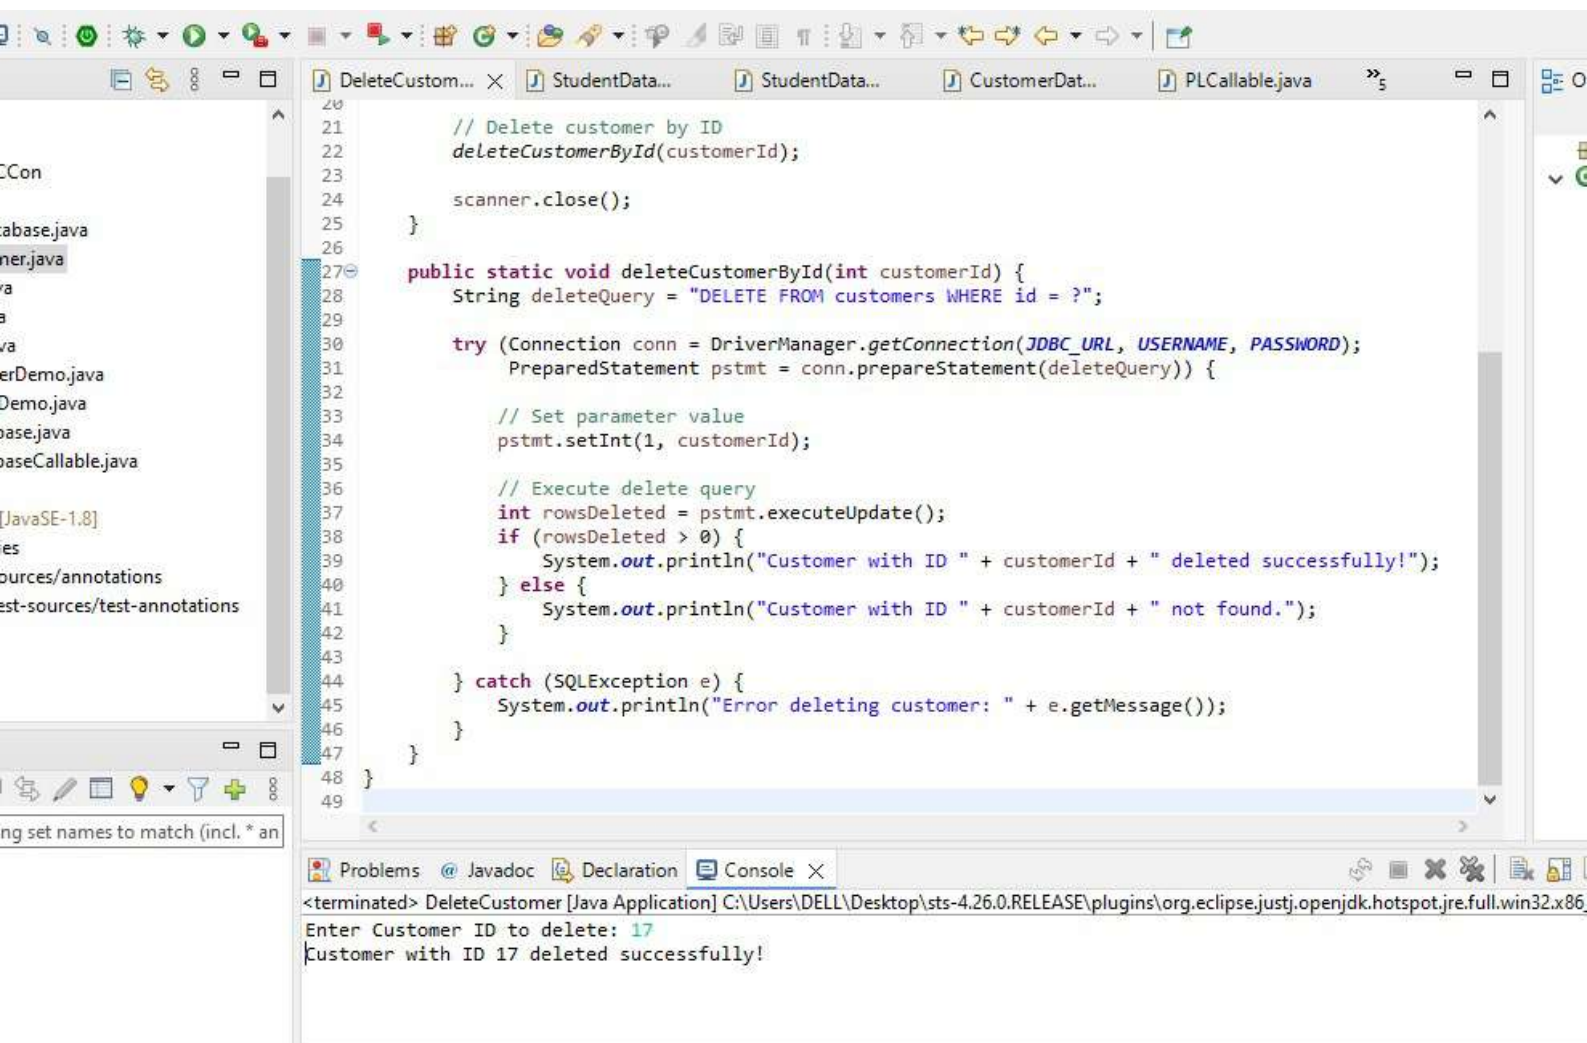 CCon
tabase.java
mer.java
va
a
va
erDemo.java
Demo.java
base.java
baseCallable.java
[JavaSE-1.8]
ies
ources/annotations
est-sources/test-annotations
ng set names to match (incl. * an
DeleteCustom... StudentData... StudentData... CustomerDat... PLCallable.java »5
O
20
21 // Delete customer by ID
22 deleteCustomerById(customerId);
23
24 scanner.close();
25 }
26
27 public static void deleteCustomerById(int customerId) {
28 String deleteQuery = "DELETE FROM customers WHERE id = ?";
29
30 try (Connection conn = DriverManager.getConnection(JDBC_URL, USERNAME, PASSWORD);
31 PreparedStatement pstmt = conn.prepareStatement(deleteQuery)) {
32
33 // Set parameter value
34 pstmt.setInt(1, customerId);
35
36 // Execute delete query
37 int rowsDeleted = pstmt.executeUpdate();
38 if (rowsDeleted > 0) {
39 System.out.println("Customer with ID " + customerId + " deleted successfully!");
40 } else {
41 System.out.println("Customer with ID " + customerId + " not found.");
42 }
43
44 } catch (SQLException e) {
45 System.out.println("Error deleting customer: " + e.getMessage());
46 }
47 }
48 }
49
Problems @ Javadoc Declaration Console
<terminated> DeleteCustomer [Java Application] C:\Users\DELL\Desktop\sts-4.26.0.RELEASE\plugins\org.eclipse.justj.openjdk.hotspot.jre.full.win32.x86_
Enter Customer ID to delete: 17
Customer with ID 17 deleted successfully!